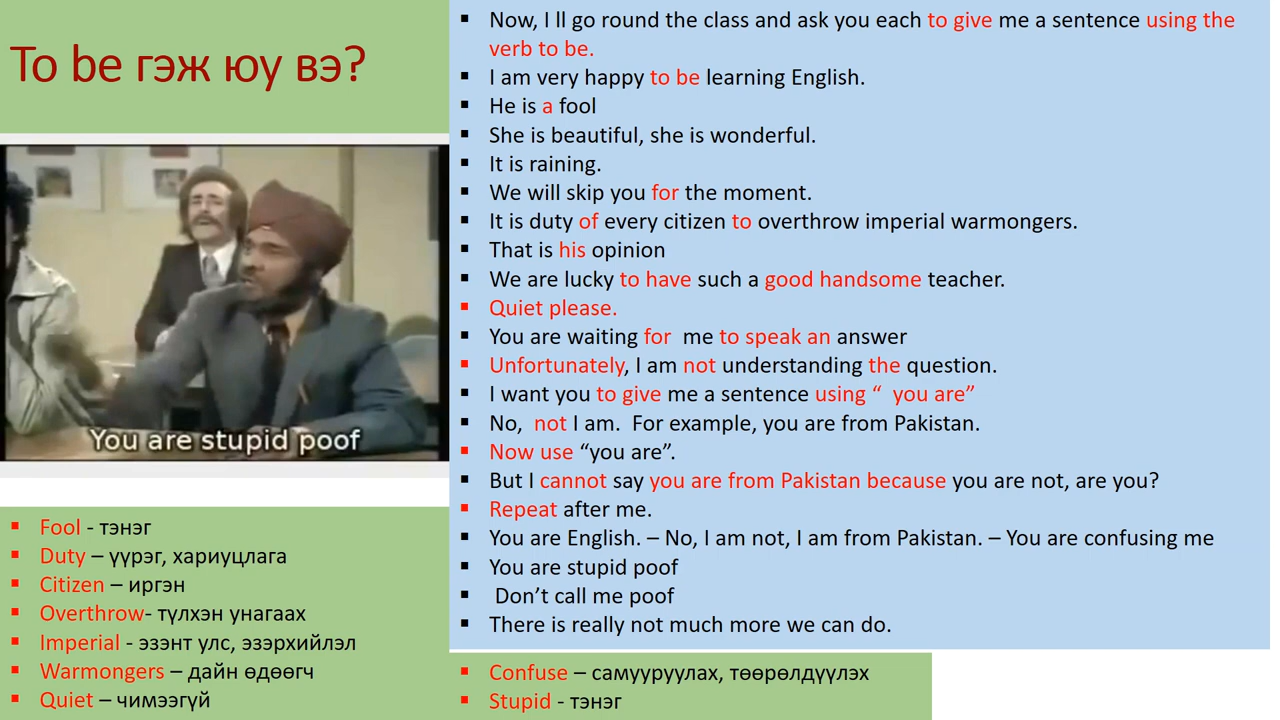 To be гэж юу вэ?
You are stupid poof
▪ Fool - тэнэг
▪ Duty – үүрэг, хариуцлага
▪ Citizen – иргэн
▪ Overthrow- түлхэн унагаах
▪ Imperial - эзэнт улс, эзэрхийлэл
▪ Warmongers – дайн өдөөгч
▪ Quiet – чимээгүй
▪ Now, I ll go round the class and ask you each to give me a sentence using the
verb to be.
▪ I am very happy to be learning English.
▪ He is a fool
▪ She is beautiful, she is wonderful.
▪ It is raining.
▪ We will skip you for the moment.
▪ It is duty of every citizen to overthrow imperial warmongers.
▪ That is his opinion
▪ We are lucky to have such a good handsome teacher.
▪ Quiet please.
▪ You are waiting for  me to speak an answer
▪ Unfortunately, I am not understanding the question.
▪ I want you to give me a sentence using “  you are”
▪ No,  not I am.  For example, you are from Pakistan.
▪ Now use “you are”.
▪ But I cannot say you are from Pakistan because you are not, are you?
▪ Repeat after me.
▪ You are English. – No, I am not, I am from Pakistan. – You are confusing me
▪ You are stupid poof
▪ Don’t call me poof
▪ There is really not much more we can do.
▪ Confuse – самууруулах, төөрөлдүүлэх
▪ Stupid - тэнэг